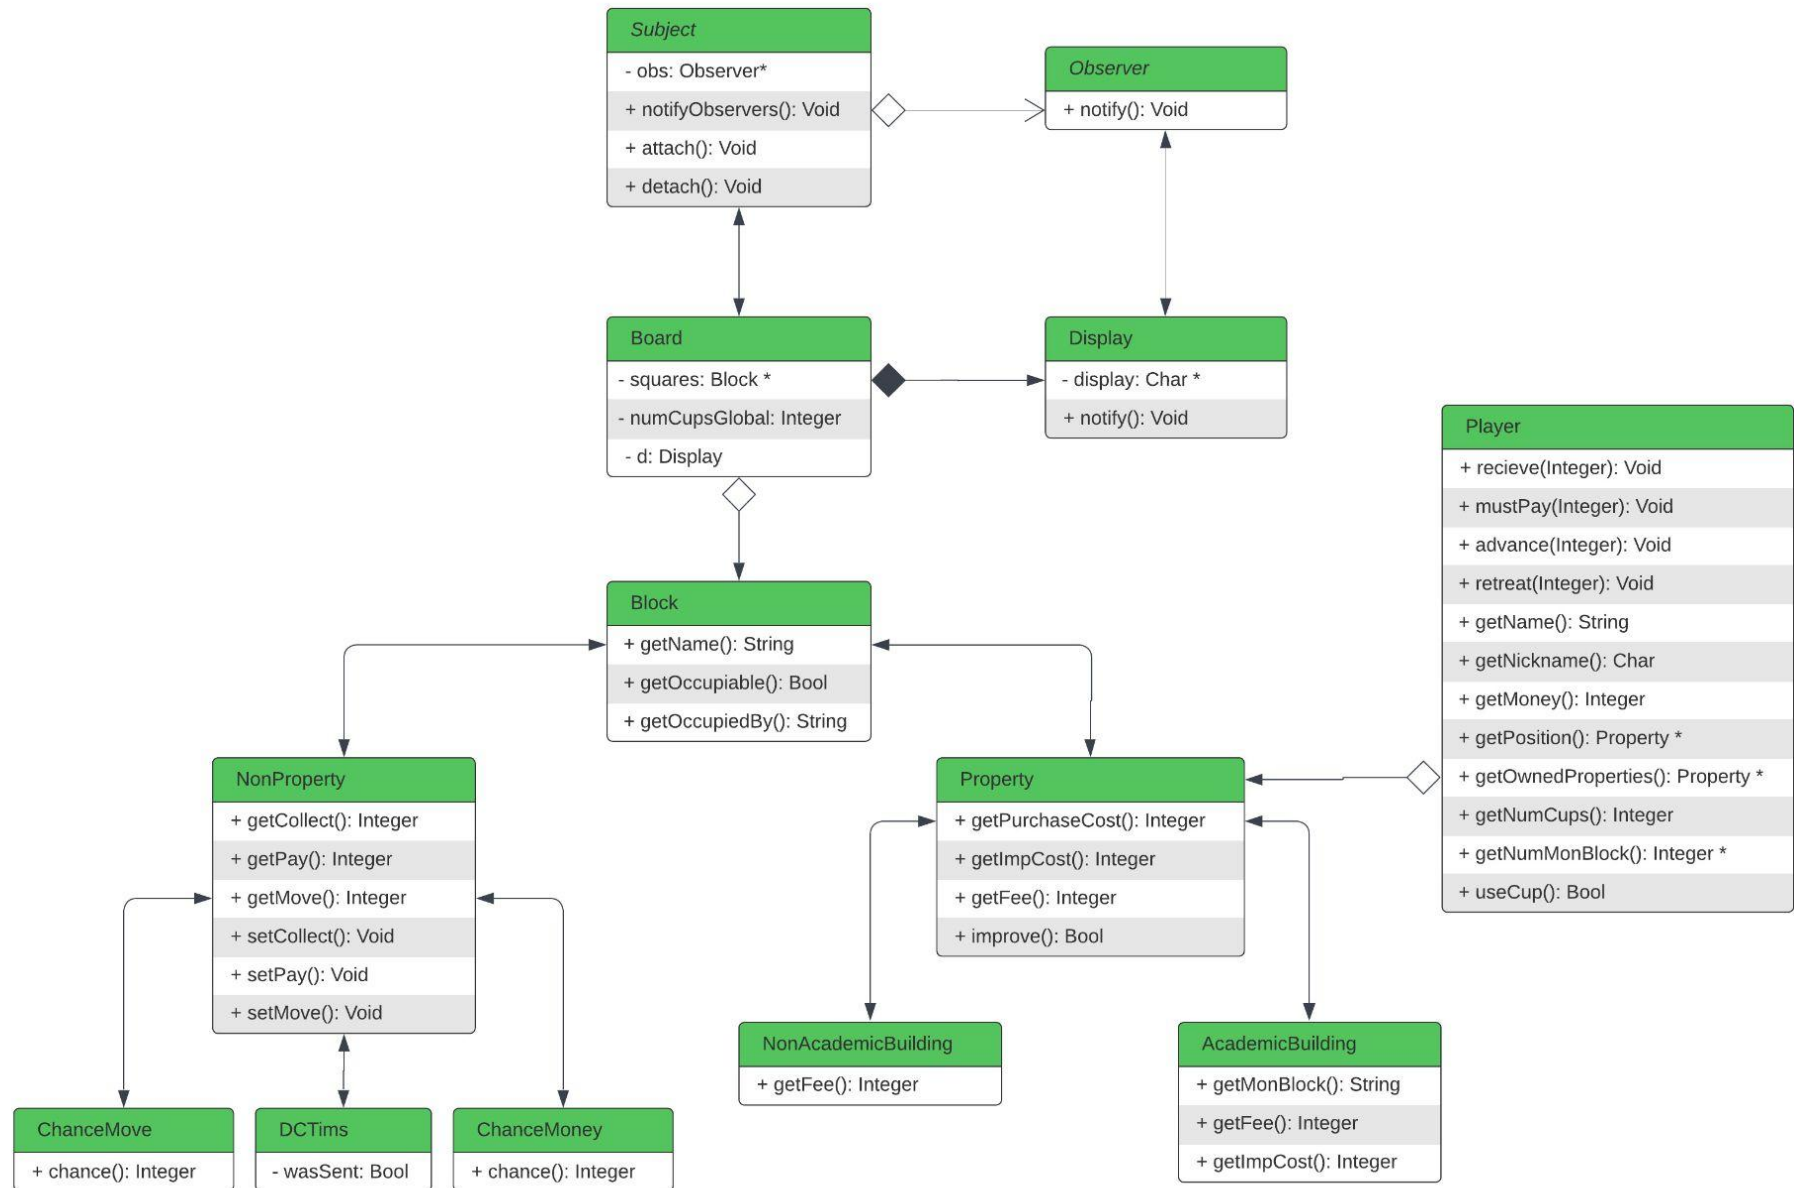 Subject
- obs: Observer*
+ notifyObservers(): Void
+ attach(): Void
+ detach(): Void
Observer
+ notify(): Void
Board
- squares: Block *
- numCupsGlobal: Integer
- d: Display
Display
- display: Char *
+ notify(): Void
Player
+ recieve(Integer): Void
+ mustPay(Integer): Void
+ advance(Integer): Void
+ retreat(Integer): Void
+ getName(): String
+ getNickname(): Char
+ getMoney(): Integer
+ getPosition(): Property *
+ getOwnedProperties(): Property *
+ getNumCups(): Integer
+ getNumMonBlock(): Integer *
+ useCup(): Bool
Block
+ getName(): String
+ getOccupiable(): Bool
+ getOccupiedBy(): String
NonProperty
+ getCollect(): Integer
+ getPay(): Integer
+ getMove(): Integer
+ setCollect(): Void
+ setPay(): Void
+ setMove(): Void
Property
+ getPurchaseCost(): Integer
+ getImpCost(): Integer
+ getFee(): Integer
+ improve(): Bool
NonAcademicBuilding
+ getFee(): Integer
AcademicBuilding
+ getMonBlock(): String
+ getFee(): Integer
+ getImpCost(): Integer
ChanceMove
+ chance(): Integer
DCTims
- wasSent: Bool
ChanceMoney
+ chance(): Integer